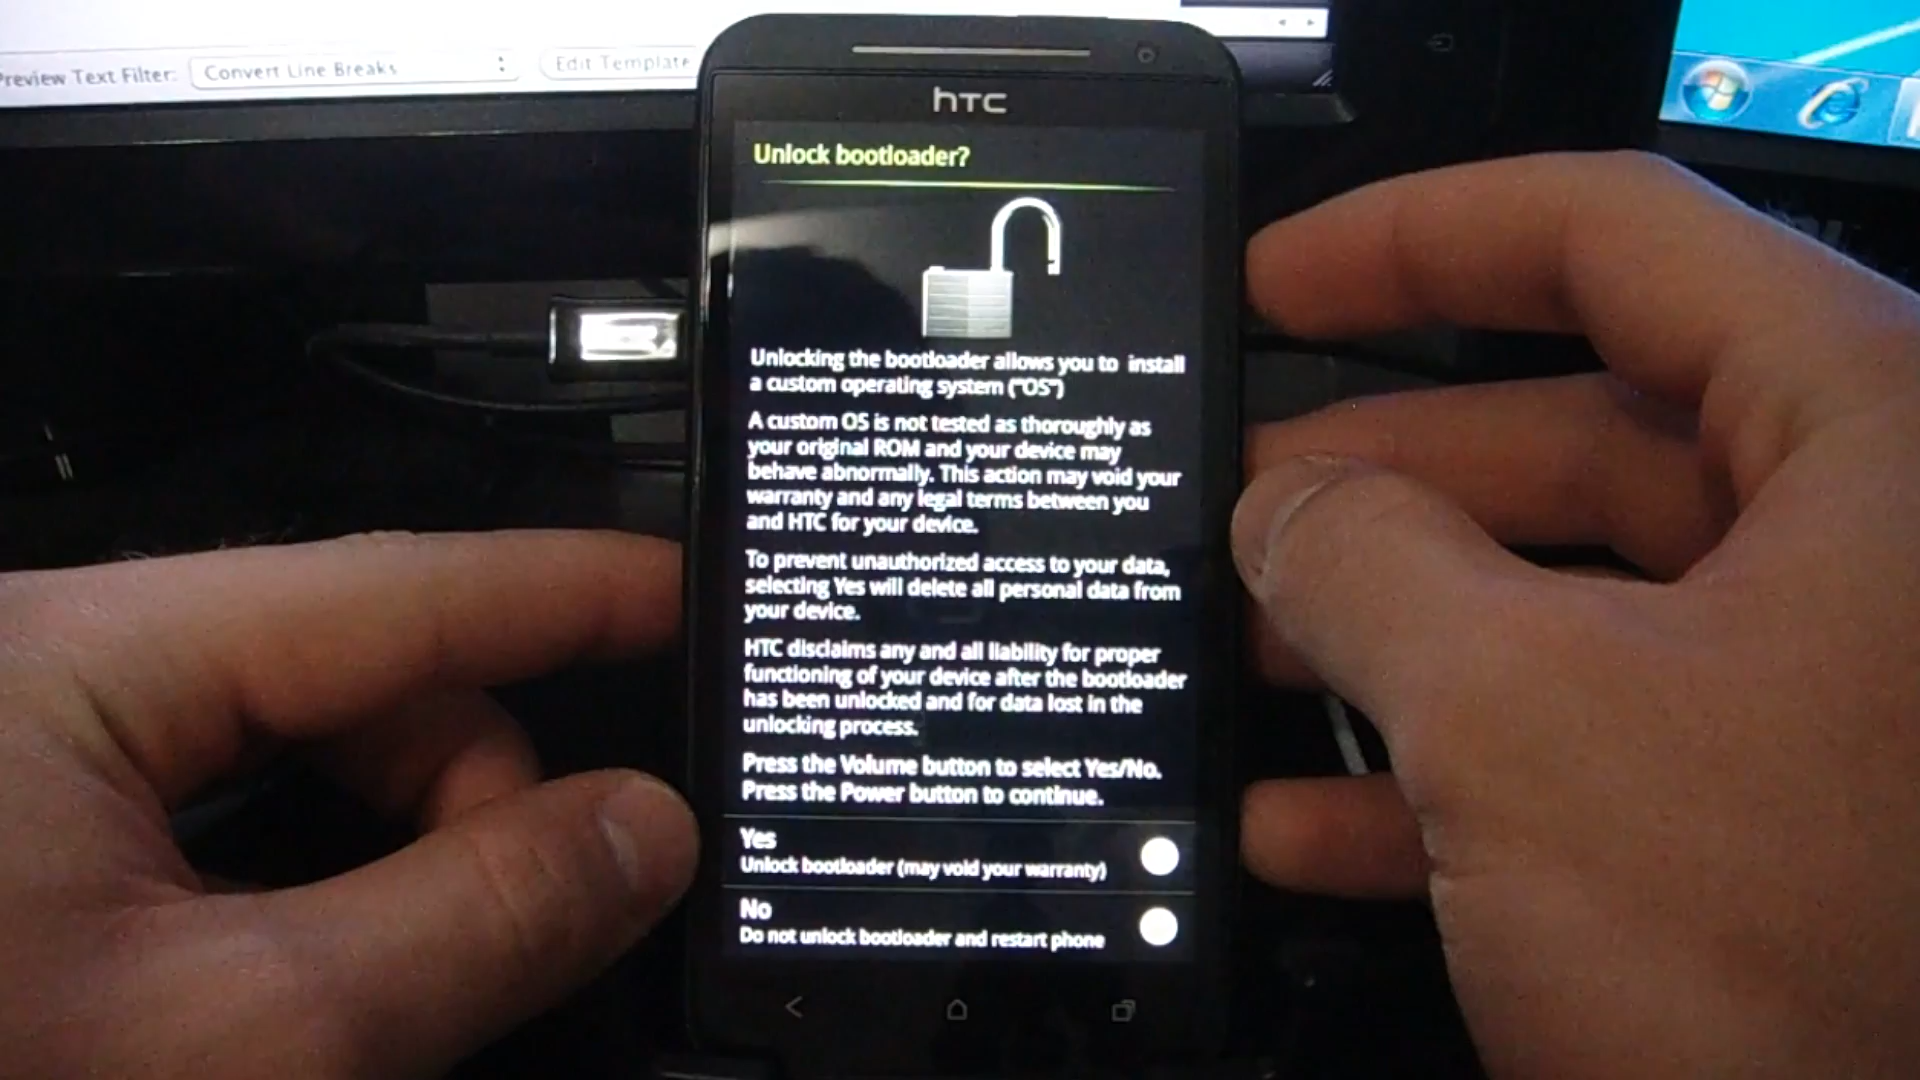 Preview Text Filter: Convert Line Breaks Edit Template
hTC
Unlock bootloader?
Unlocking the bootloader allows you to install
a custom operating system ("OS")
A custom OS is not tested as thoroughly as
your original ROM and your device may
behave abnormally. This action may void your
warranty and any legal terms between you
and HTC for your device.
To prevent unauthorized access to your data,
selecting Yes will delete all personal data from
your device.
HTC disclaims any and all liability for proper
functioning of your device after the bootloader
has been unlocked and for data lost in the
unlocking process.
Press the Volume button to select Yes/No.
Press the Power button to continue.
Yes
Unlock bootloader (may void your warranty)
No
Do not unlock bootloader and restart phone